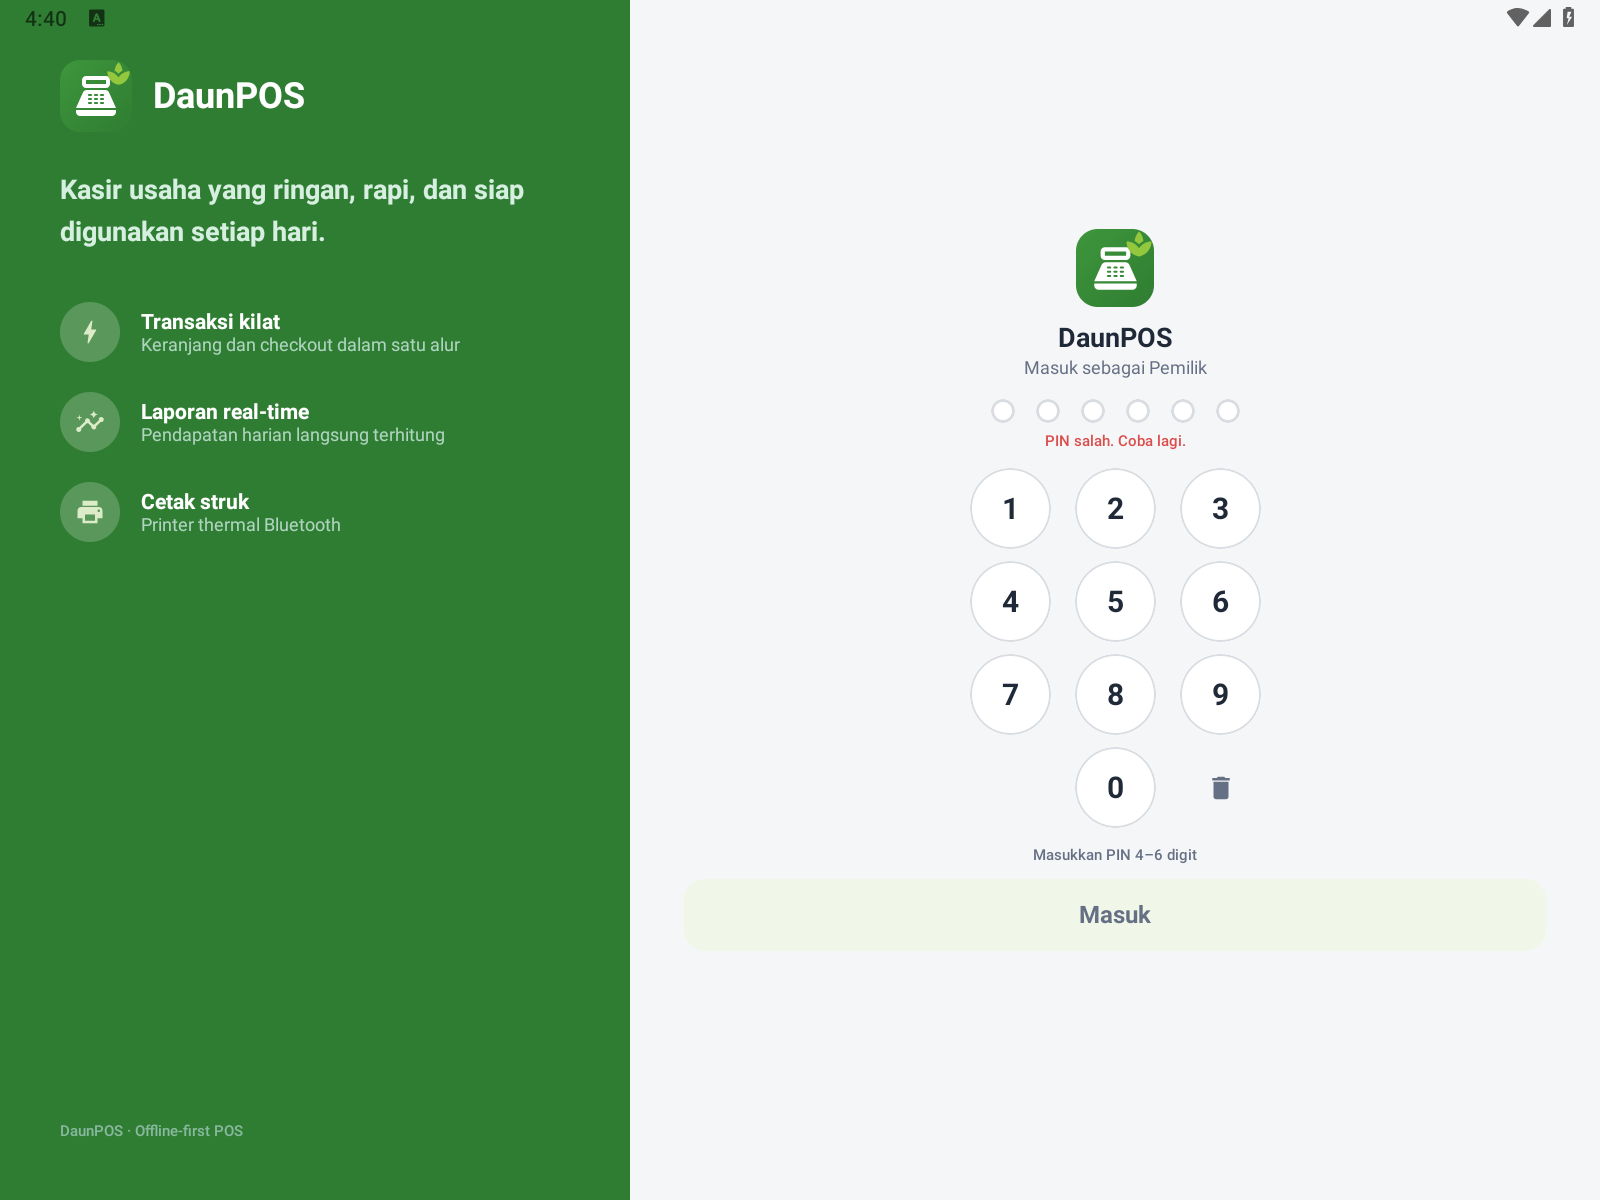 4:40
DaunPOS
Kasir usaha yang ringan, rapi, dan siap
digunakan setiap hari.
Transaksi kilat
Keranjang dan checkout dalam satu alur
Laporan real-time
Pendapatan harian langsung terhitung
Cetak struk
Printer thermal Bluetooth
DaunPOS · Offline-first POS
DaunPOS
Masuk sebagai Pemilik
PIN salah. Coba lagi.
1 2 3
4 5 6
7 8 9
0
Masukkan PIN 4–6 digit
Masuk